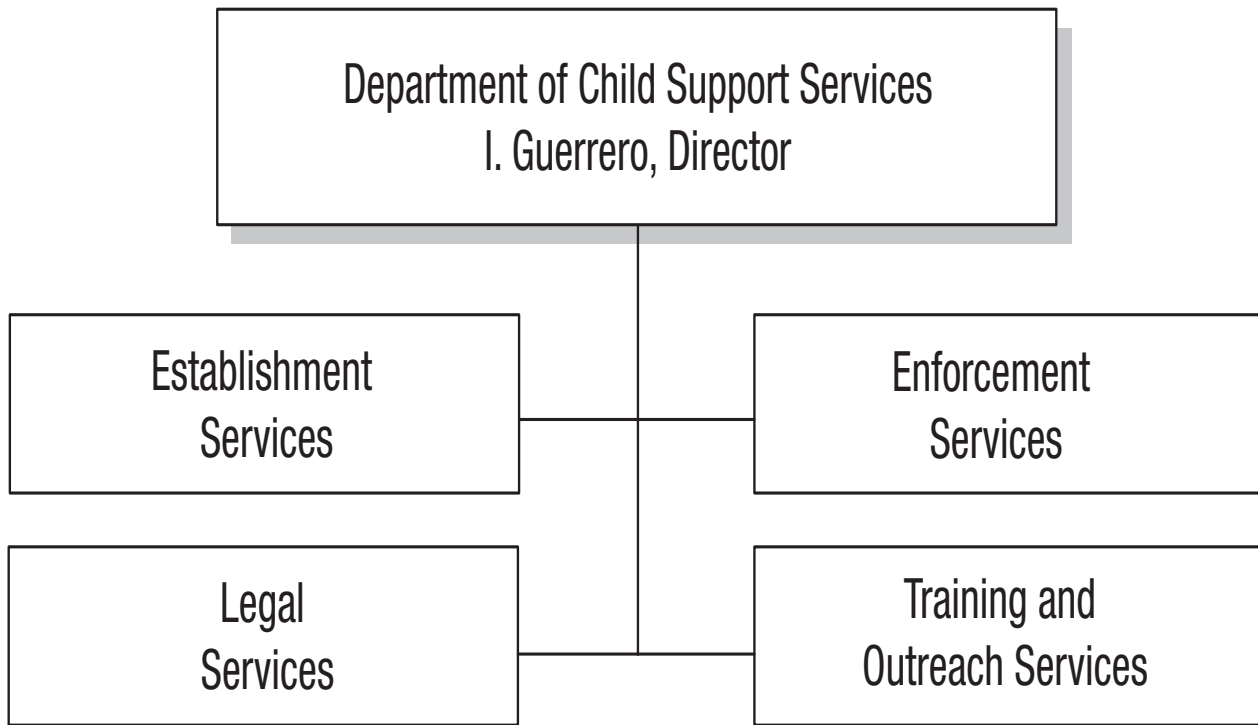 Department of Child Support Services
I. Guerrero, Director
Establishment
Services
Enforcement
Services
Legal
Services
Training and
Outreach Services